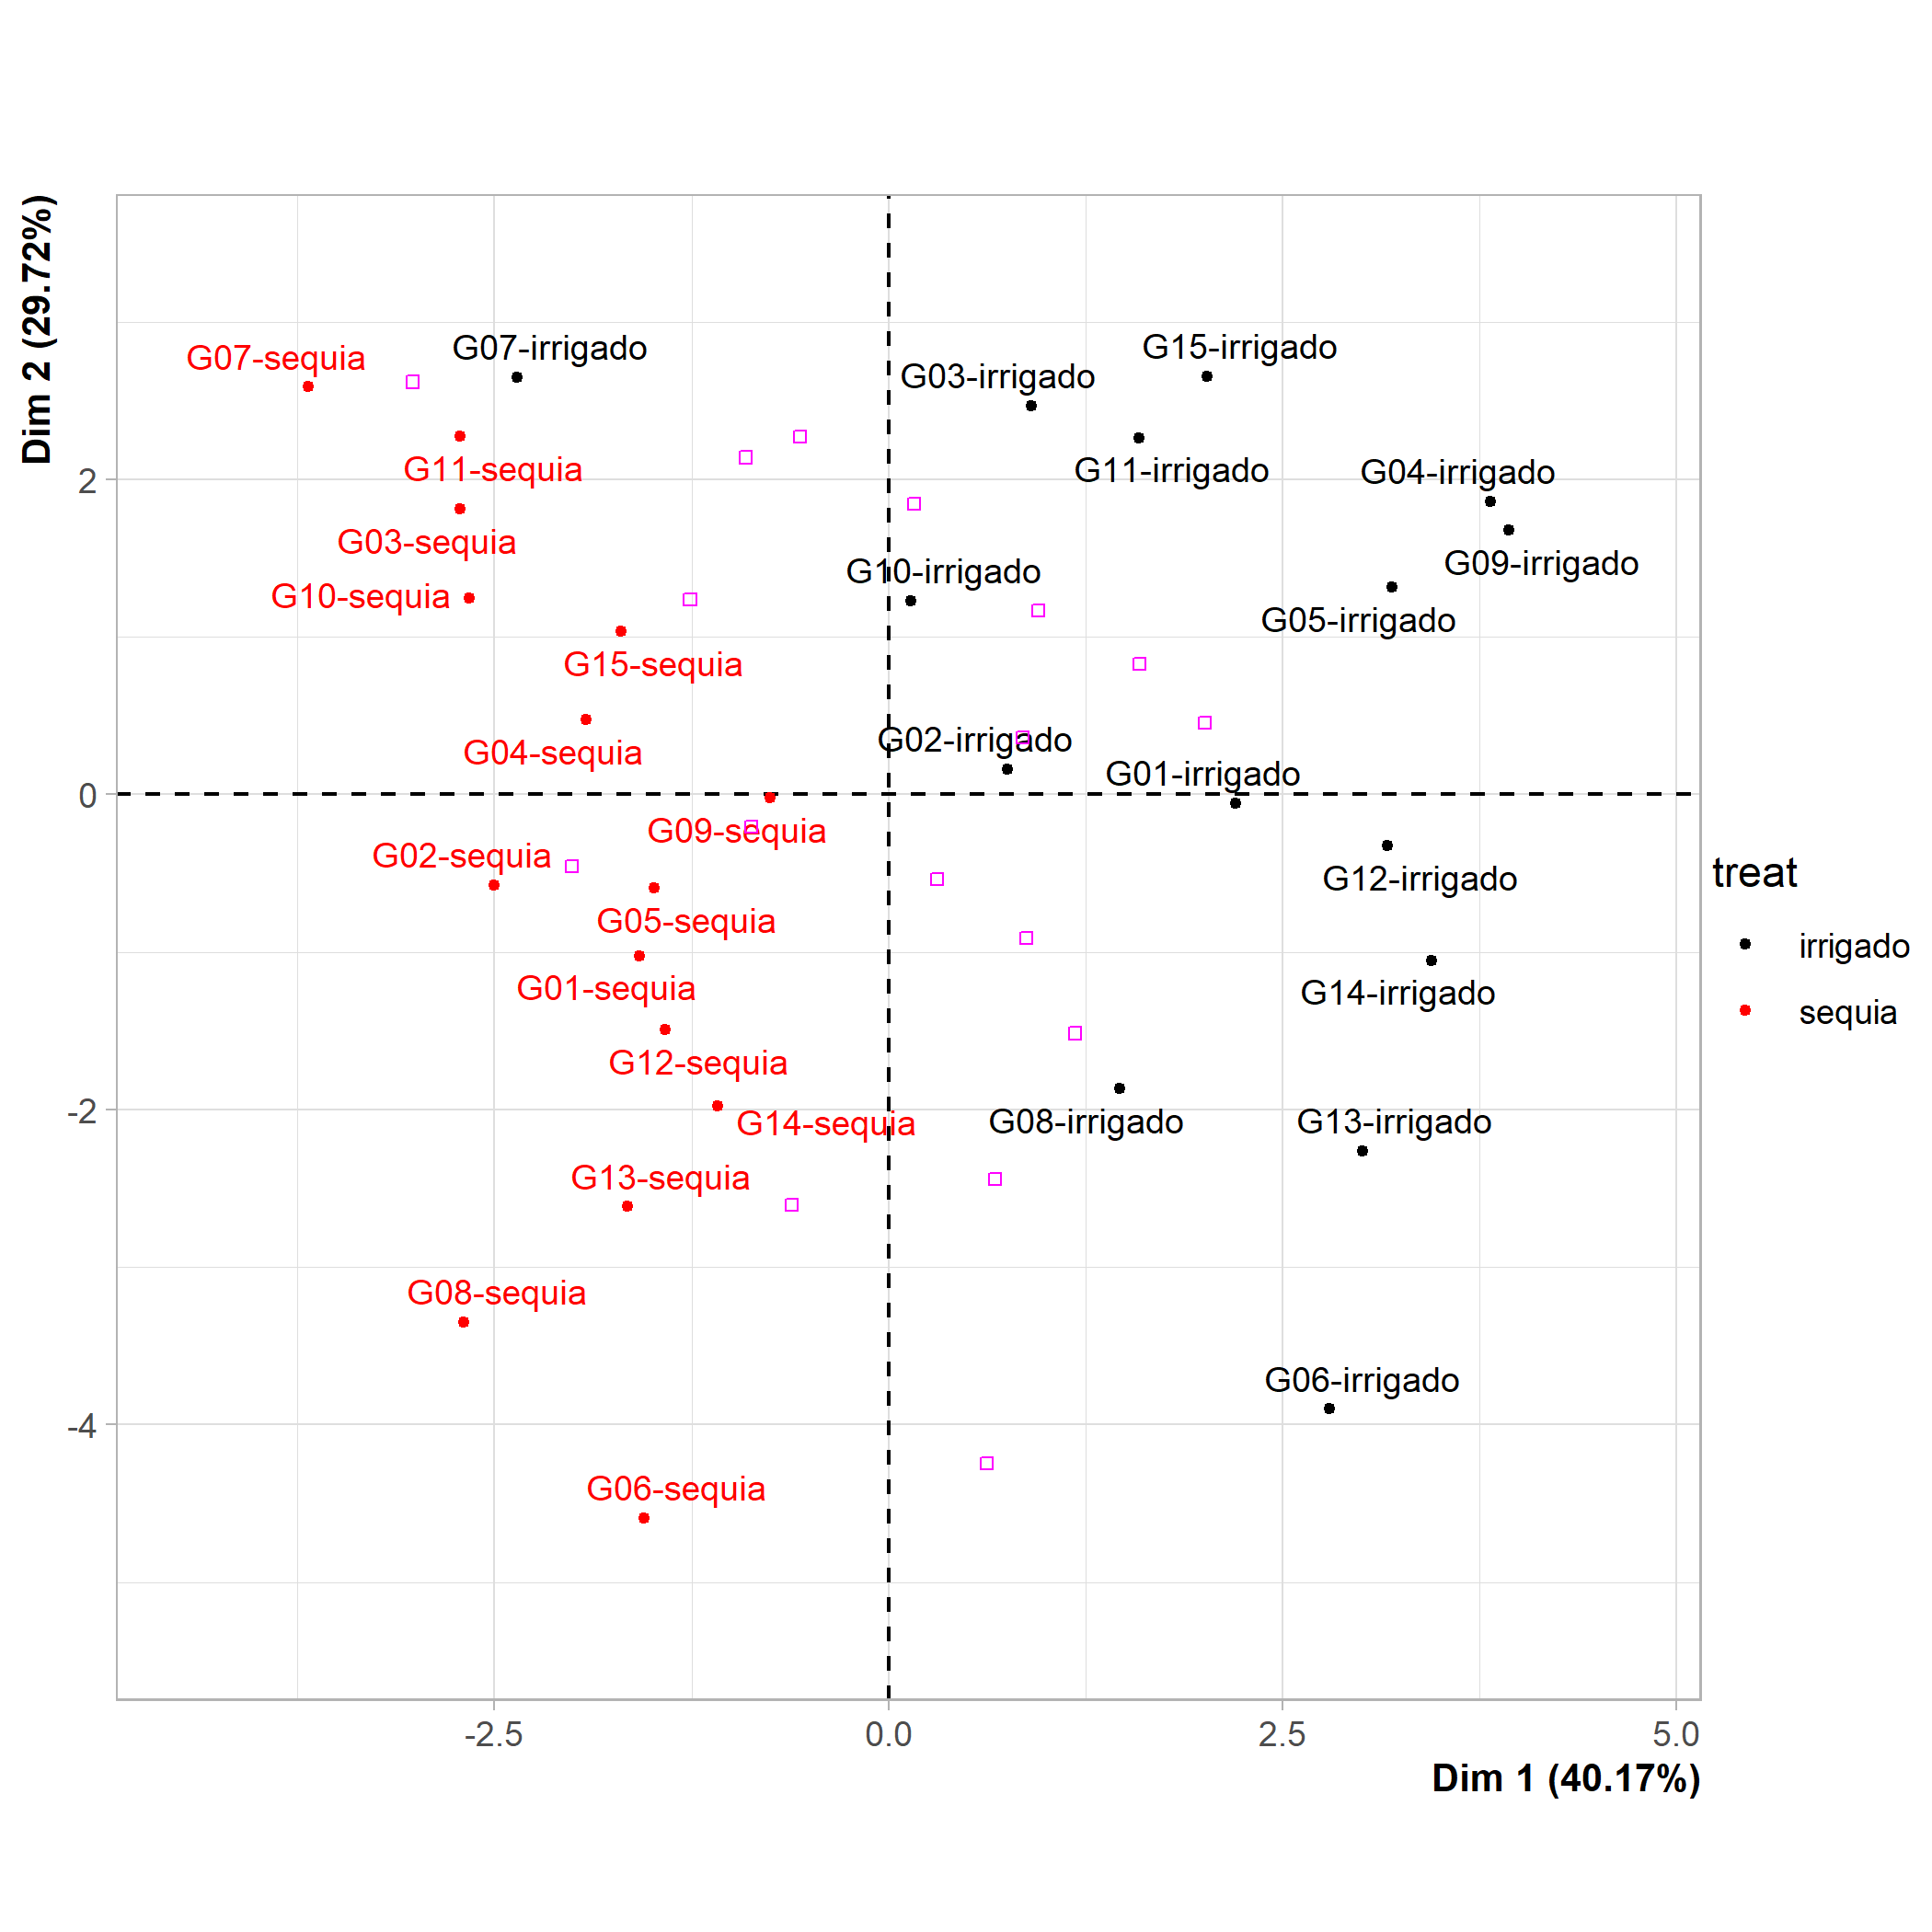 Dim 2 (29.72%)
G07-sequia
G07-irrigado
G15-irrigado
G03-irrigado
G11-sequia
G11-irrigado
G04-irrigado
2
G03-sequia
G10-irrigado
G09-irrigado
G10-sequia
G05-irrigado
G15-sequia
G04-sequia
G02-irrigado
G01-irrigado
0
G09-sequia
G02-sequia
G12-irrigado
treat
G05-sequia
irrigado
G01-sequia
G14-irrigado
sequia
G12-sequia
-2
G14-sequia
G08-irrigado
G13-irrigado
G13-sequia
G08-sequia
G06-irrigado
-4
G06-sequia
-2.5
0.0
2.5
5.0
Dim 1 (40.17%)